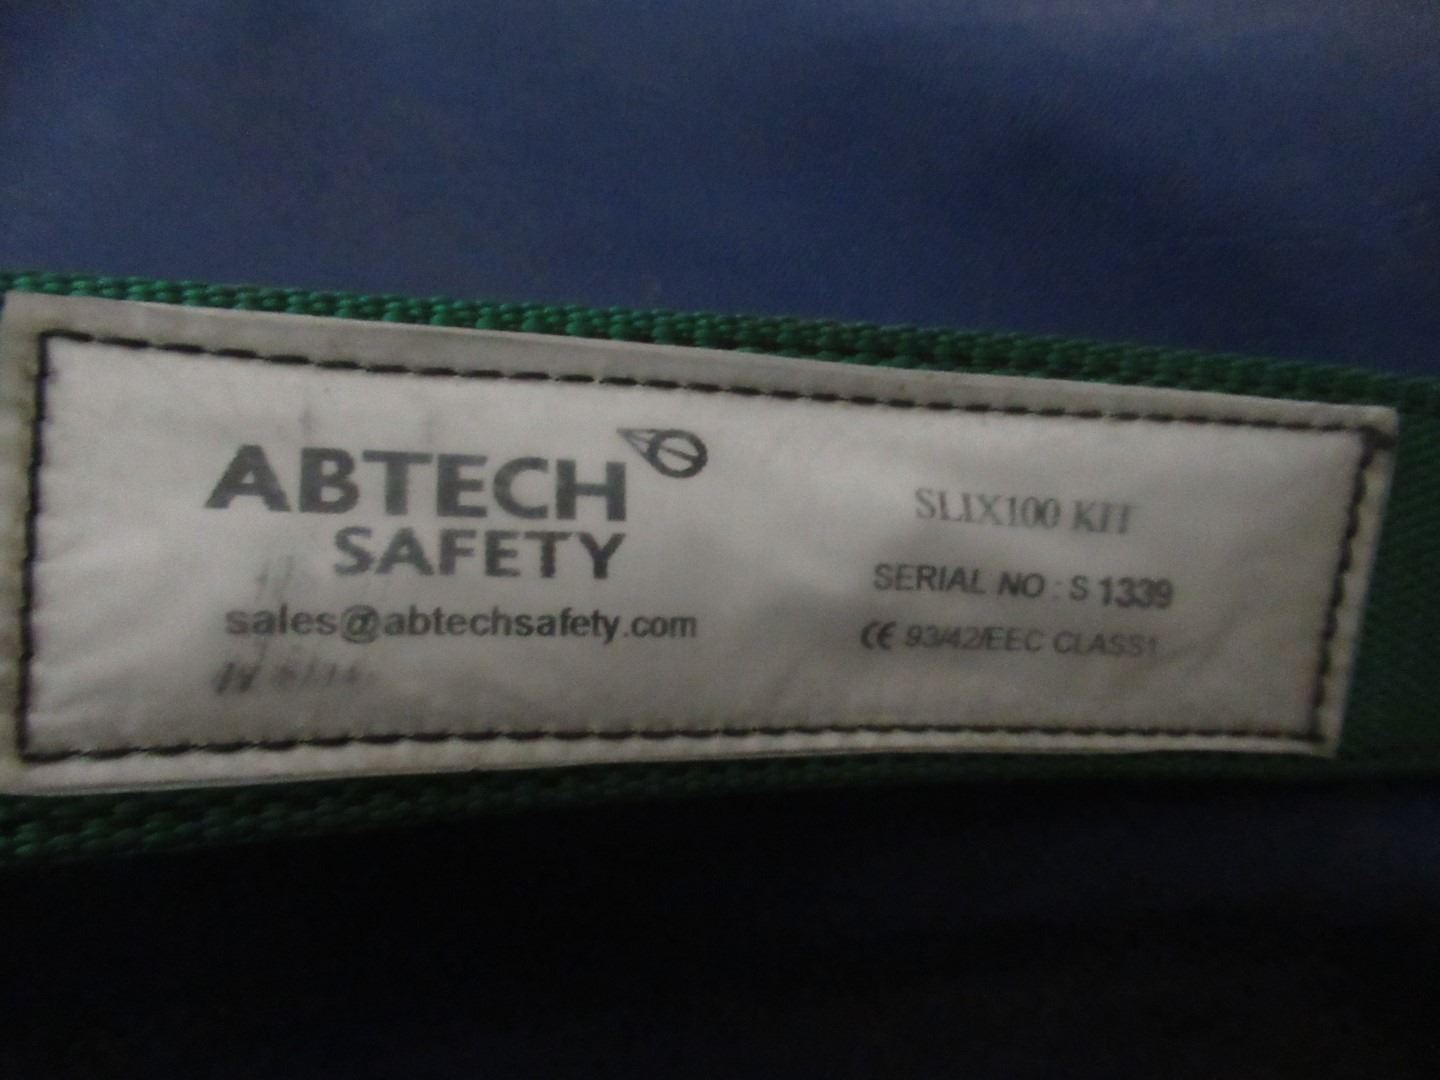 ABTECH
SAFETY
sales@abtechsafety.com
SLIX100 KIT
SERIAL NO : S 1339
CE 93/42/EEC CLASS1